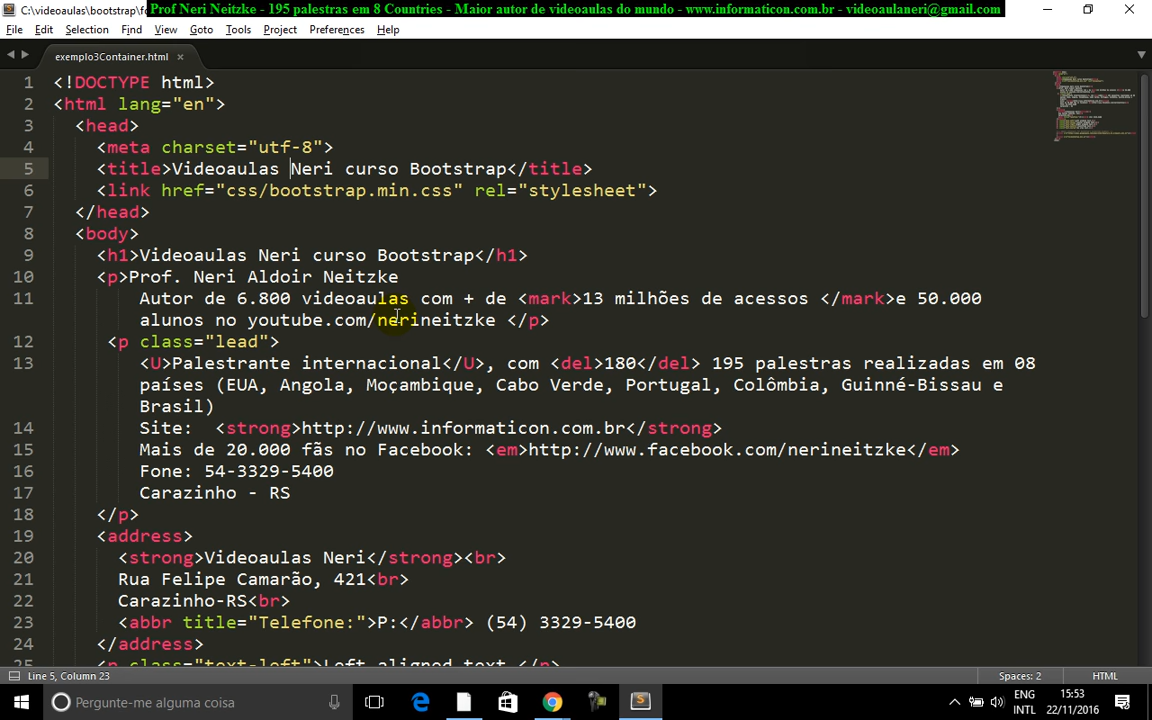 C:\videoaulas\bootstrap\fo
Prof Neri Neitzke - 195 palestras em 8 Countries - Maior autor de videoaulas do mundo - www.informaticon.com.br - videoaulaneri@gmail.com
File Edit Selection Find View Goto Tools Project Preferences Help
exemplo3Container.html ×
1 <!DOCTYPE html>
2 <html lang="en">
3 <head>
4 <meta charset="utf-8">
5 <title>Videoaulas Neri curso Bootstrap</title>
6 <link href="css/bootstrap.min.css" rel="stylesheet">
7 </head>
8 <body>
9 <h1>Videoaulas Neri curso Bootstrap</h1>
10 <p>Prof. Neri Aldoir Neitzke
11 Autor de 6.800 videoaulas com + de <mark>13 milhões de acessos </mark>e 50.000
alunos no youtube.com/nerineitzke </p>
12 <p class="lead">
13 <U>Palestrante internacional</U>, com <del>180</del> 195 palestras realizadas em 08
países (EUA, Angola, Moçambique, Cabo Verde, Portugal, Colômbia, Guinné-Bissau e
Brasil)
14 Site: <strong>http://www.informaticon.com.br</strong>
15 Mais de 20.000 fãs no Facebook: <em>http://www.facebook.com/nerineitzke</em>
16 Fone: 54-3329-5400
17 Carazinho - RS
18 </p>
19 <address>
20 <strong>Videoaulas Neri</strong><br>
21 Rua Felipe Camarão, 421<br>
22 Carazinho-RS<br>
23 <abbr title="Telefone:">P:</abbr> (54) 3329-5400
24 </address>
25 <p class="text-left">Left aligned text.</p>
Line 5, Column 23
Spaces: 2
HTML
Pergunte-me alguma coisa
ENG
INTL
15:53
22/11/2016